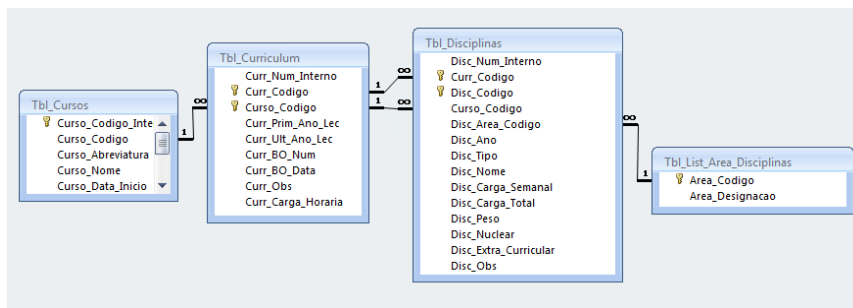 Tbl_Cursos
Curso_Codigo_Inte
Curso_Codigo
Curso_Abreviatura
Curso_Nome
Curso_Data_Inicio
1
∞
Tbl_Curriculum
Curr_Num_Interno
Curr_Codigo
Curso_Codigo
Curr_Prim_Ano_Lec
Curr_Ult_Ano_Lec
Curr_BO_Num
Curr_BO_Data
Curr_Obs
Curr_Carga_Horaria
1
∞
1
∞
Tbl_Disciplinas
Disc_Num_Interno
Curr_Codigo
Disc_Codigo
Curso_Codigo
Disc_Area_Codigo
Disc_Ano
Disc_Tipo
Disc_Nome
Disc_Carga_Semanal
Disc_Carga_Total
Disc_Peso
Disc_Nuclear
Disc_Extra_Curricular
Disc_Obs
∞
1
Tbl_List_Area_Disciplinas
Area_Codigo
Area_Designacao